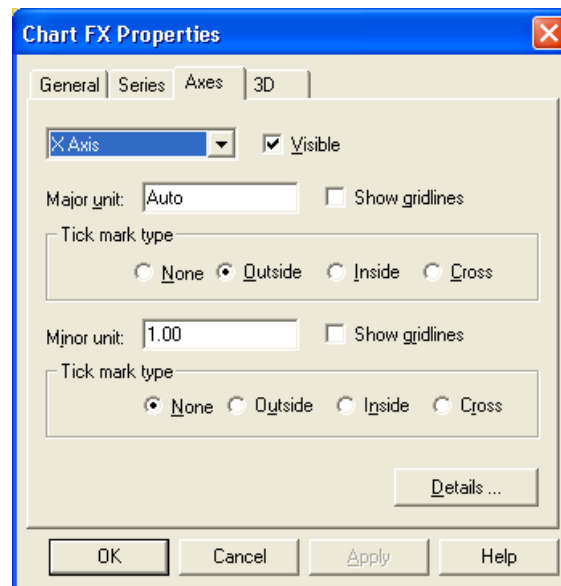 Chart FX Properties
General Series Axes 3D
X Axis Visible
Major unit: Auto Show gridlines
Tick mark type
None Outside Inside Cross
Minor unit: 1.00 Show gridlines
Tick mark type
None Outside Inside Cross
Details ...
OK Cancel Apply Help